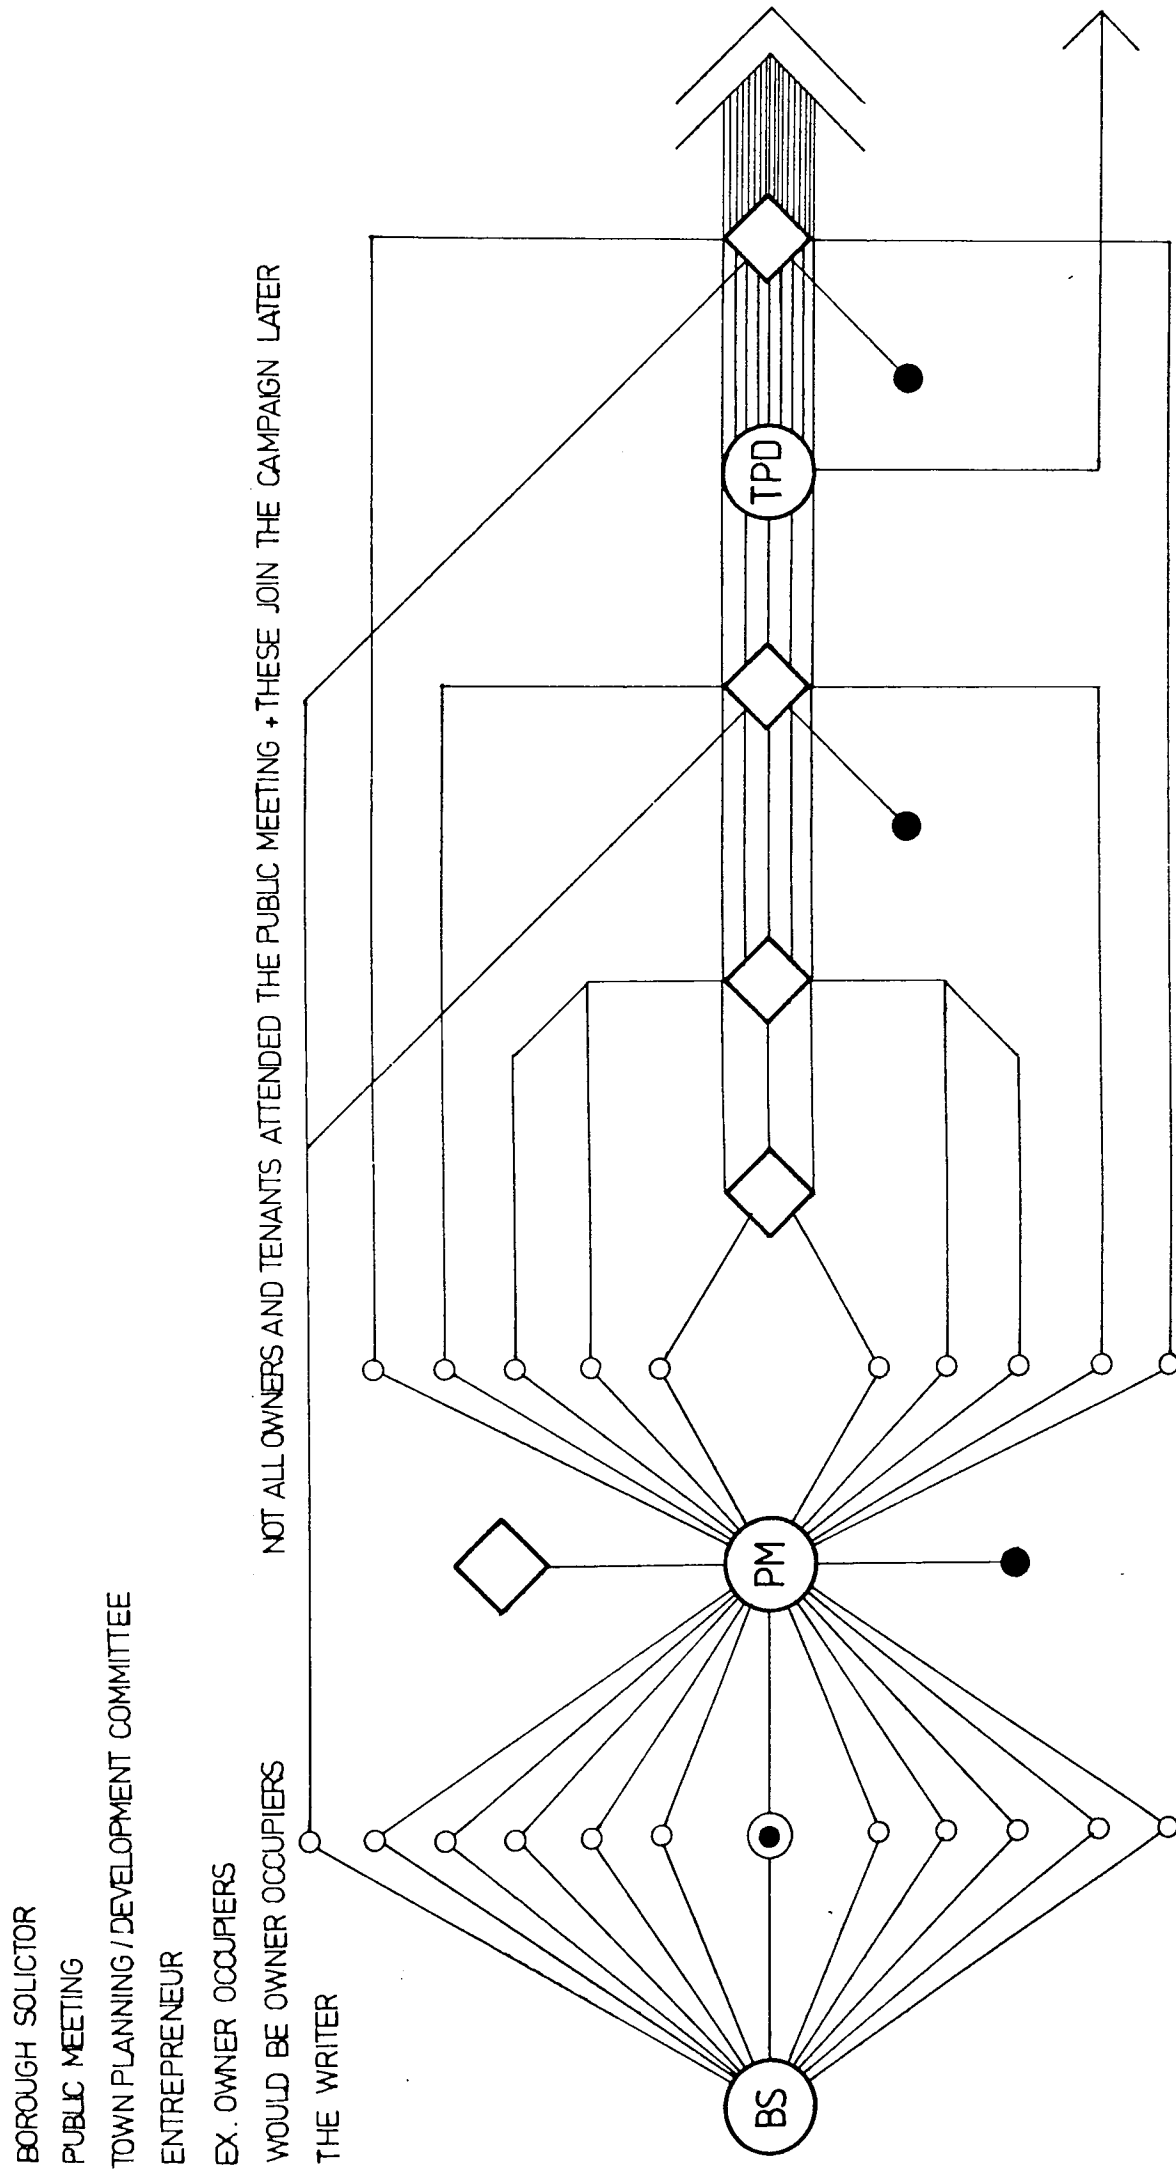 BOROUGH SOLICTOR
PUBLIC MEETING
TOWN PLANNING/DEVELOPMENT COMMITTEE
ENTREPRENEUR
EX. OWNER OCCUPIERS
WOULD BE OWNER OCCUPIERS
THE WRITER
NOT ALL OWNERS AND TENANTS ATTENDED THE PUBLIC MEETING + THESE JOIN THE CAMPAIGN LATER
BS
PM
TPD